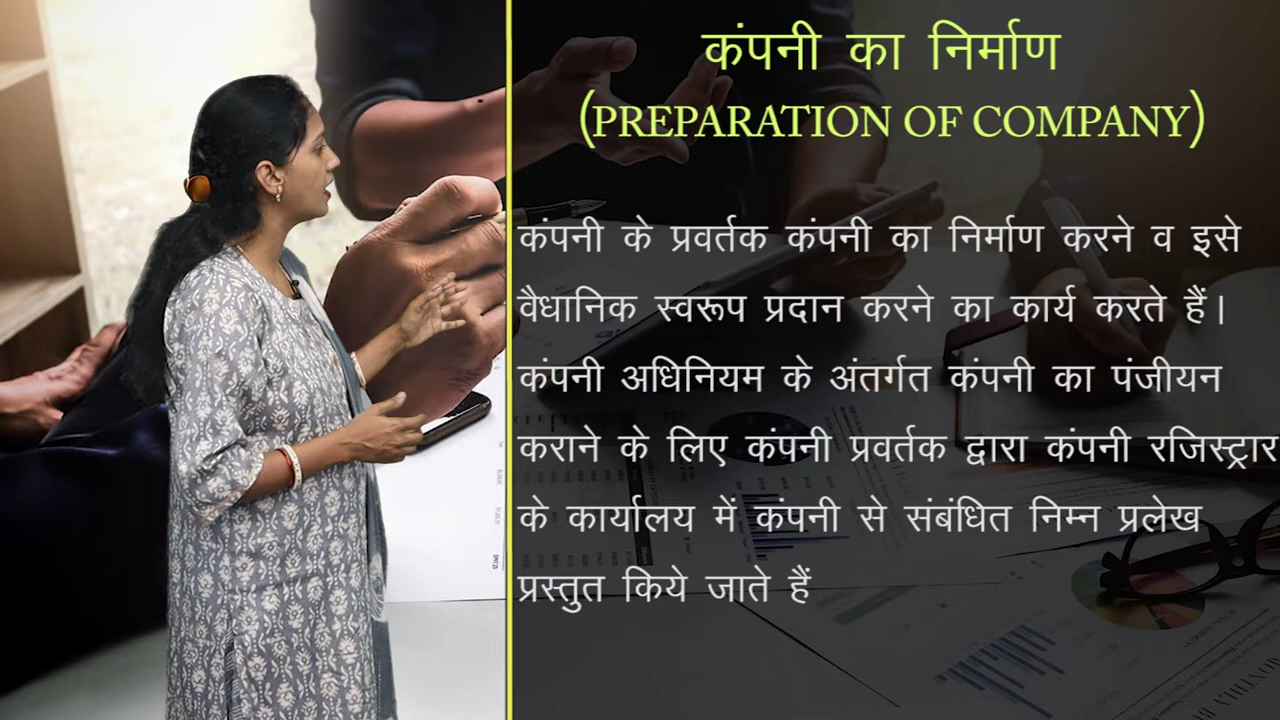 कंपनी का निर्माण
(PREPARATION OF COMPANY)
कंपनी के प्रवर्तक कंपनी का निर्माण करने व इसे
वैधानिक स्वरूप प्रदान करने का कार्य करते हैं।
कंपनी अधिनियम के अंतर्गत कंपनी का पंजीयन
कराने के लिए कंपनी प्रवर्तक द्वारा कंपनी रजिस्ट्रार
के कार्यालय में कंपनी से संबंधित निम्न प्रलेख
प्रस्तुत किये जाते हैं